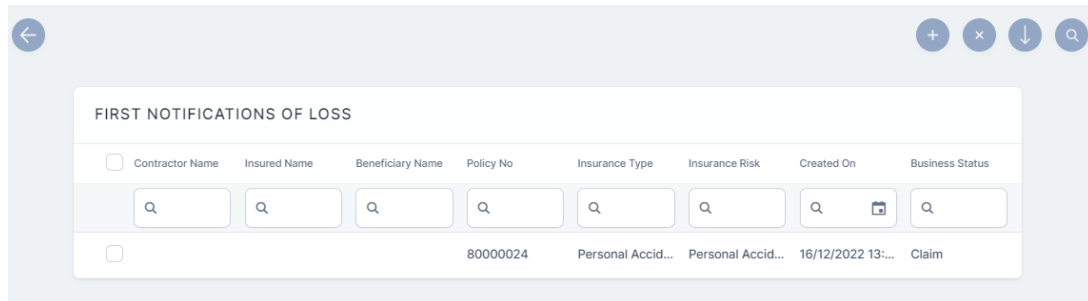 FIRST NOTIFICATIONS OF LOSS
Contractor Name Insured Name Beneficiary Name Policy No Insurance Type Insurance Risk Created On Business Status
80000024 Personal Accid... Personal Accid... 16/12/2022 13:... Claim